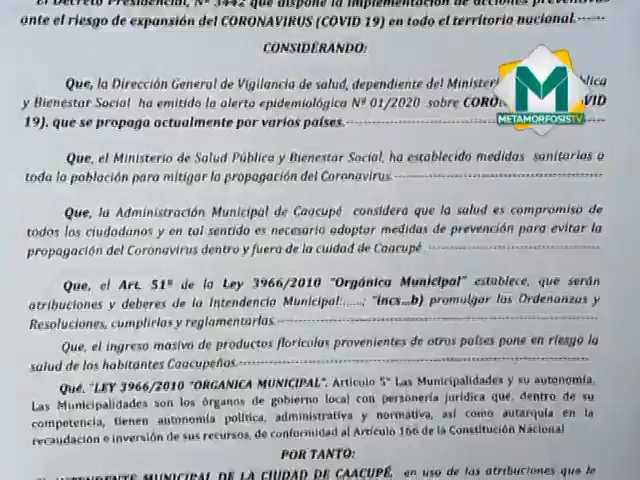 El Decreto Presidencial, Nº 3442 que dispone la implementación de acciones preventivas
ante el riesgo de expansión del CORONAVIRUS (COVID 19) en todo el territorio nacional.
CONSIDERANDO:
Que, la Dirección General de Vigilancia de salud, dependiente del Minister blica
y Bienestar Social ha emitido la alerta epidemiológica Nº 01/2020 sobre CORO VID
19). que se propaga actualmente por varios países.
M
METAMORFOSISTV
Que, el Ministerio de Salud Pública y Bienestar Social, ha establecido medidas sanitarias a
toda la población para mitigar la propagación del Coronavirus.
Que, la Administración Municipal de Caacupé considera que la salud es compromiso de
todos los ciudadanos y en tal sentido es necesario adoptar medidas de prevención para evitar la
propagación del Coronavirus dentro y fuera de la cuidad de Caacupé
Que, el Art. 51º de la Ley 3966/2010 "Orgánica Municipal" establece, que serán
atribuciones y deberes de la Intendencia Municipal:......; "incs...b) promulgar las Ordenanzas y
Resoluciones, cumplirlas y reglamentarlas.
Que, el ingreso masivo de productos florícolas provenientes de otros países pone en riesgo la
salud de los habitantes Caacupeños.
Qué, "LEY 3966/2010 "ORGANICA MUNICIPAL". Artículo 5º Las Municipalidades y su autonomía.
Las Municipalidades son los órganos de gobierno local con personería jurídica que, dentro de su
competencia, tienen autonomía política, administrativa y normativa, así como autarquía en la
recaudación e inversión de sus recursos, de conformidad al Artículo 166 de la Constitución Nacional
POR TANTO:
INTENDENTE MUNICIPAL DE LA CIUDAD DE CAACUPÉ, en uso de las atribuciones que le